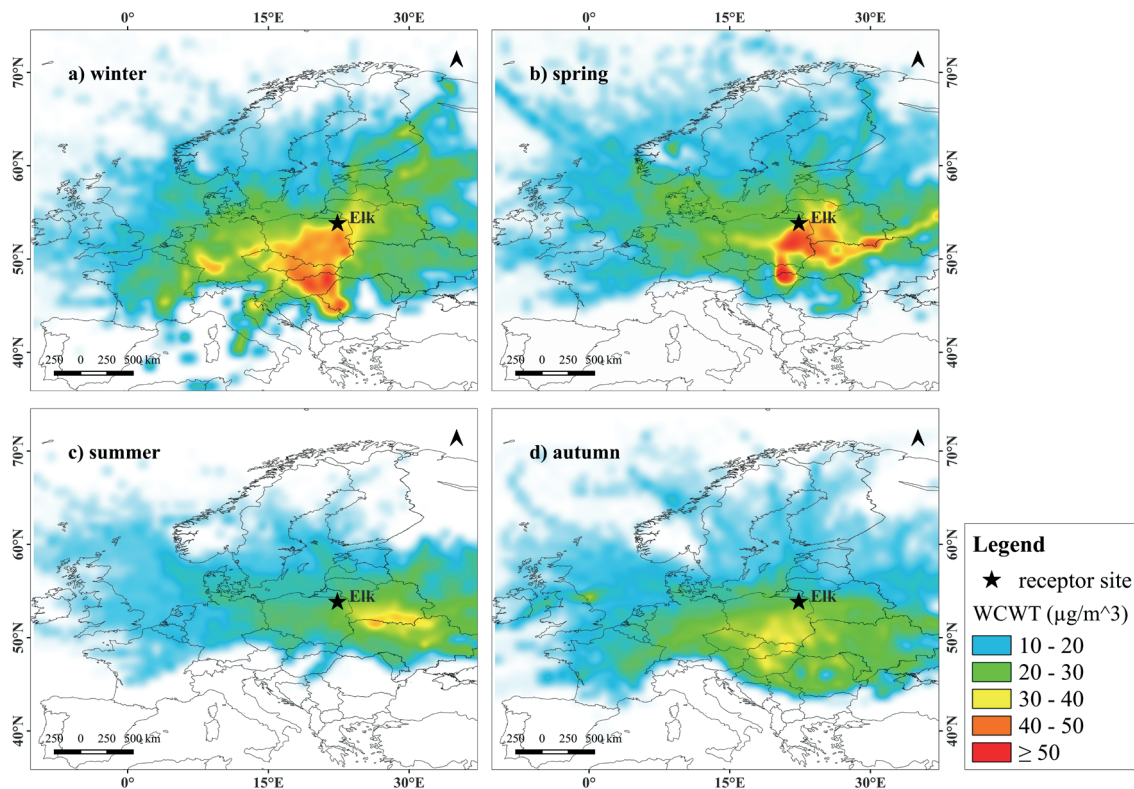 0° 15°E 30°E 0° 15°E 30°E
a) winter
b) spring
70°N
60°N
50°N
40°N
70°N
60°N
50°N
40°N
Elk
Elk
250 0 250 500 km
250 0 250 500 km
c) summer
d) autumn
70°N
60°N
50°N
40°N
70°N
60°N
50°N
40°N
Elk
Elk
250 0 250 500 km
250 0 250 500 km
0° 15°E 30°E 0° 15°E 30°E
Legend
receptor site
WCWT (µg/m^3)
10 - 20
20 - 30
30 - 40
40 - 50
≥ 50